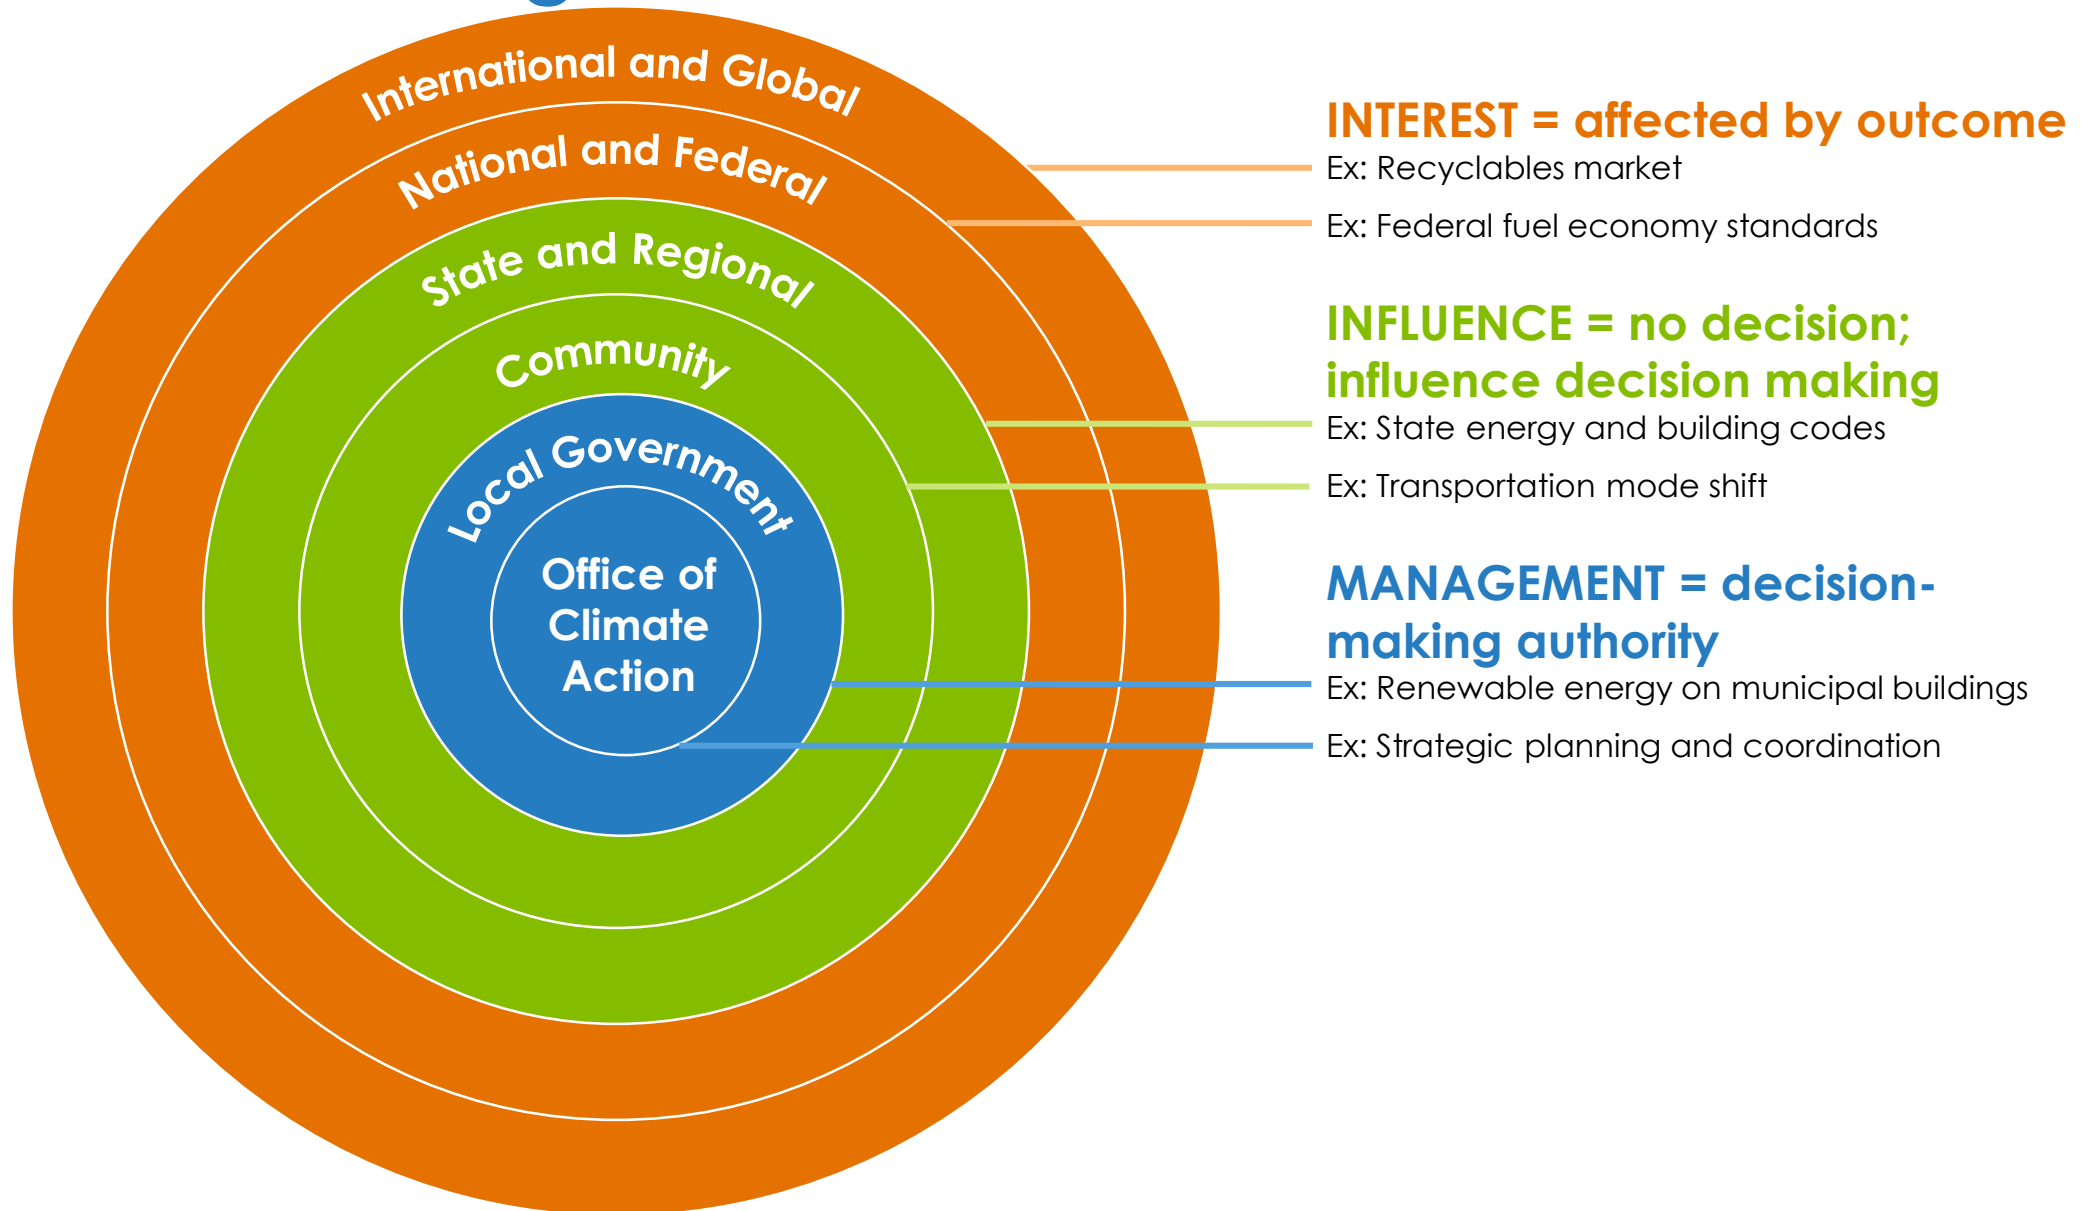 International and Global
National and Federal
State and Regional
Community
Local Government
Office of
Climate
Action
INTEREST = affected by outcome
Ex: Recyclables market
Ex: Federal fuel economy standards
INFLUENCE = no decision;
influence decision making
Ex: State energy and building codes
Ex: Transportation mode shift
MANAGEMENT = decision-
making authority
Ex: Renewable energy on municipal buildings
Ex: Strategic planning and coordination